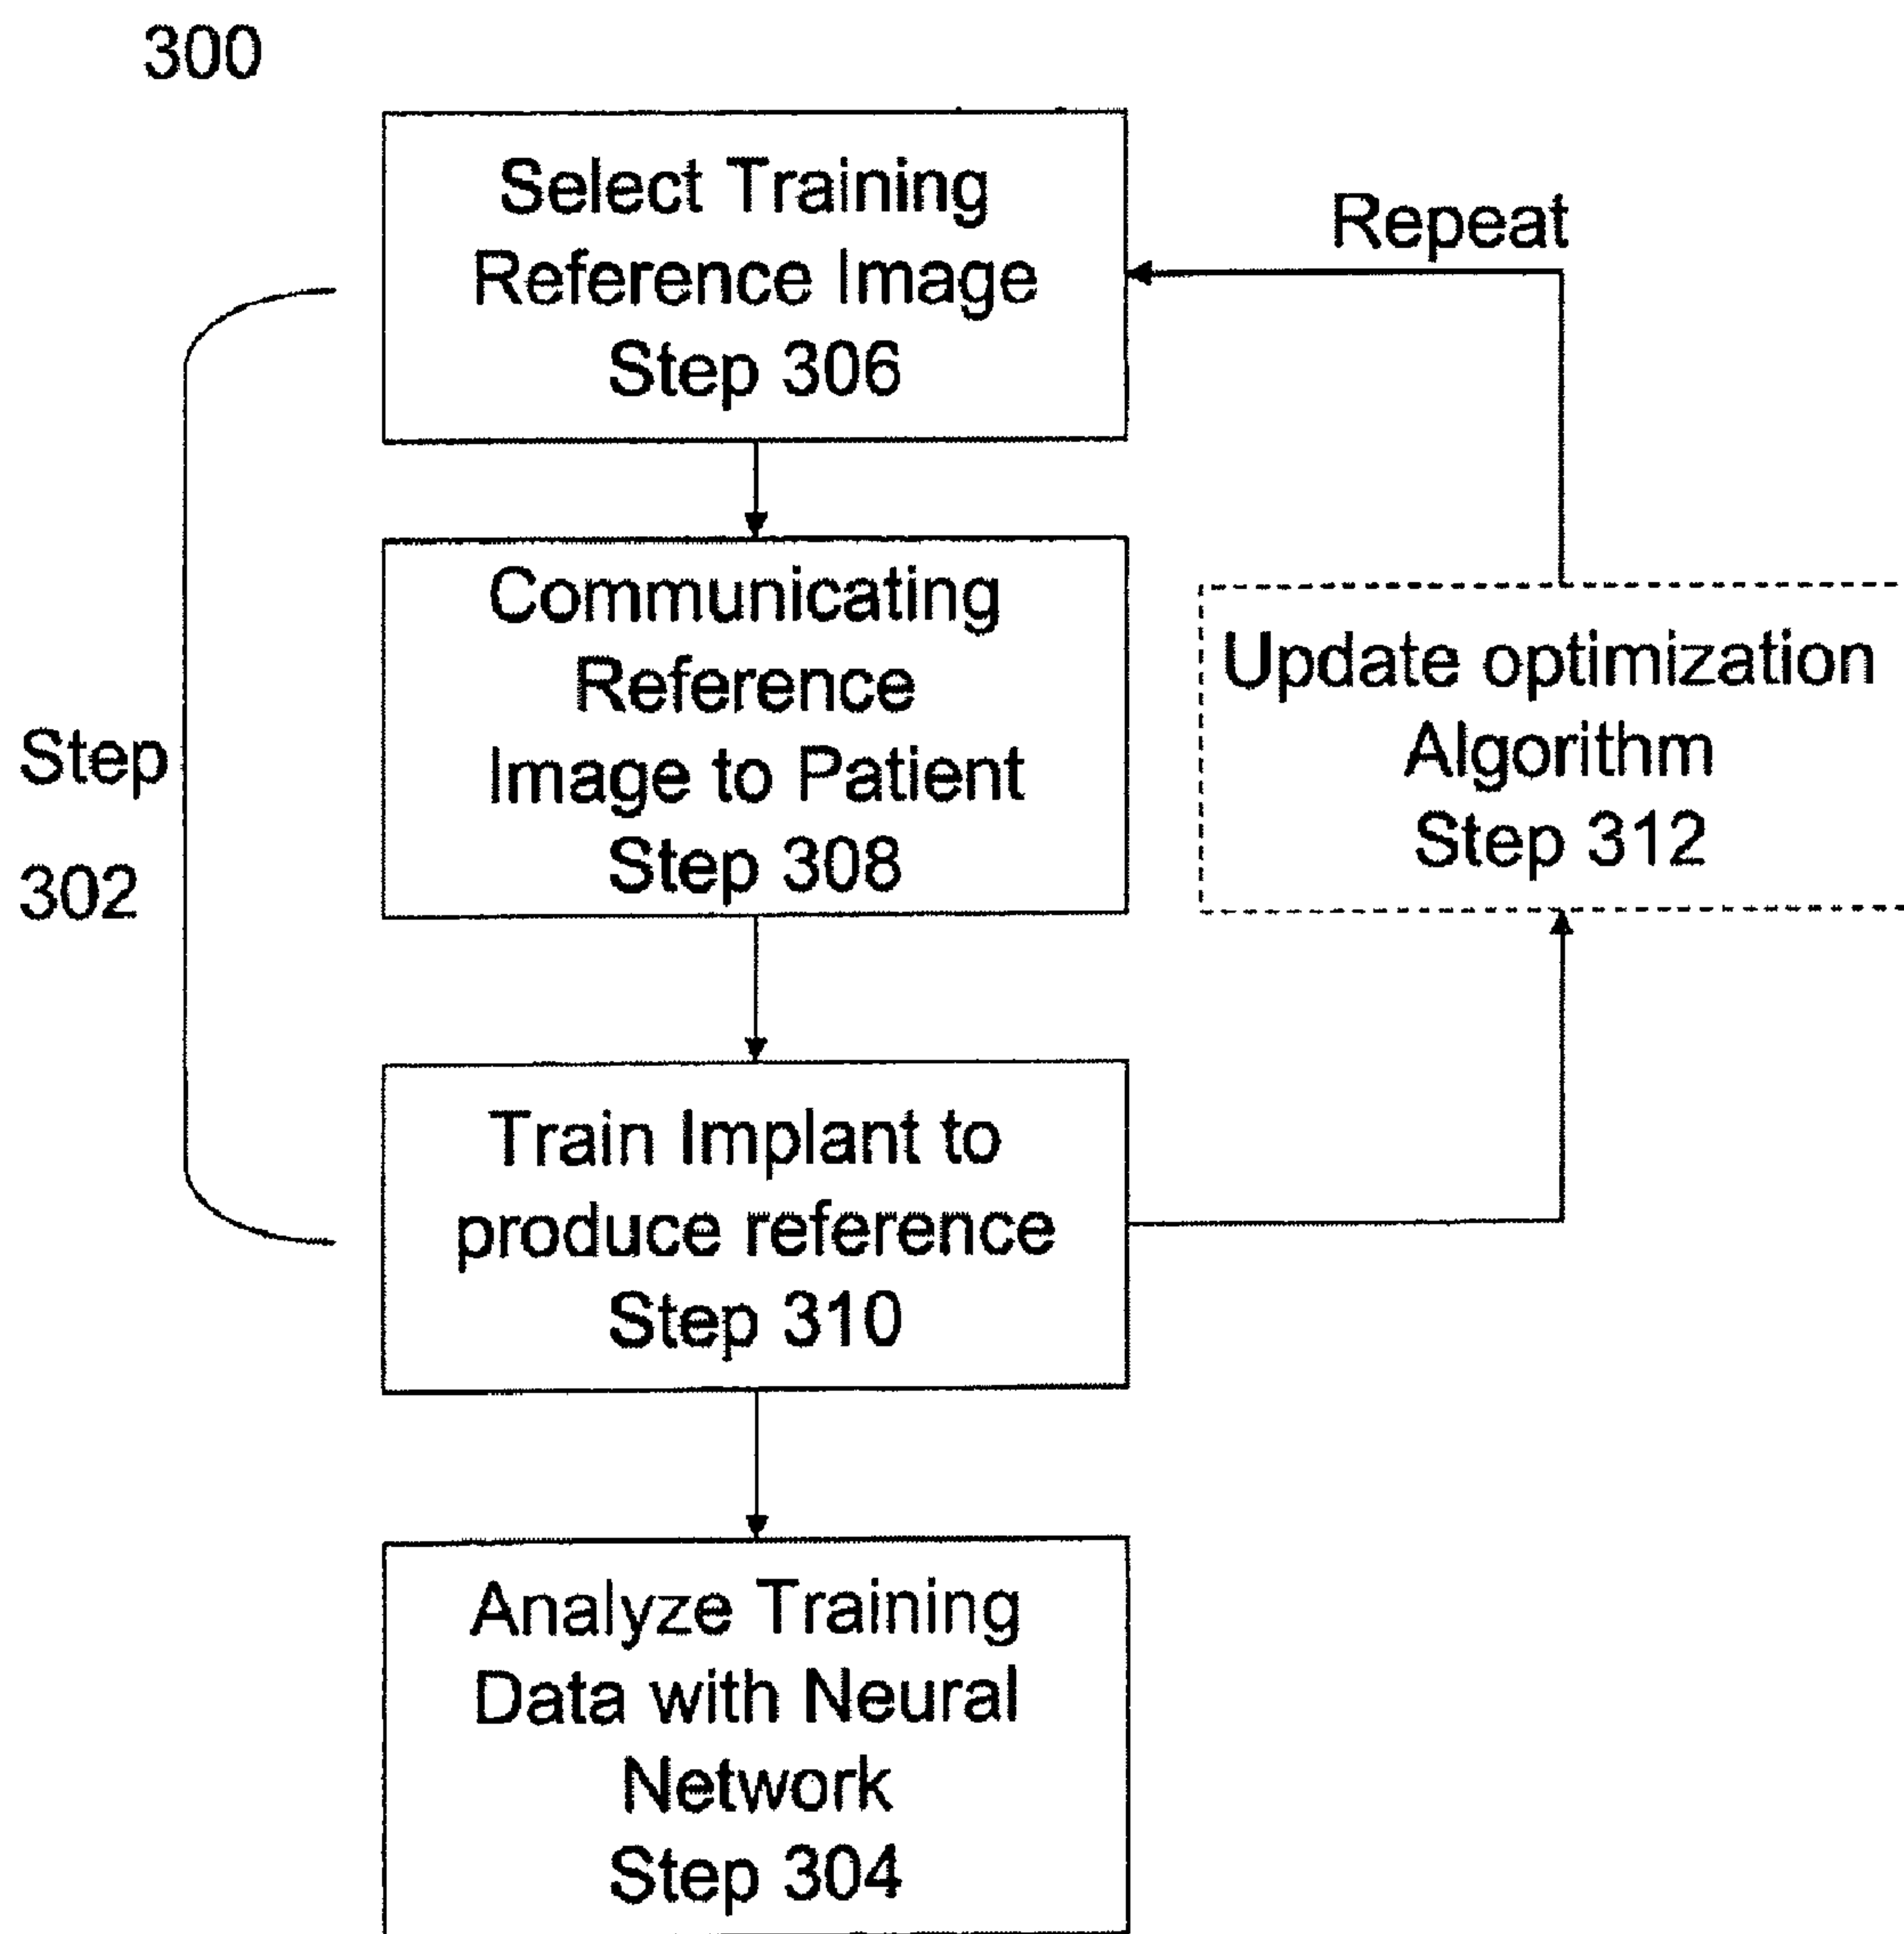 300
Select Training
Reference Image
Step 306
Repeat
Communicating
Reference
Image to Patient
Step 308
Update optimization
Algorithm
Step 312
Step
302
Train Implant to
produce reference
Step 310
Analyze Training
Data with Neural
Network
Step 304